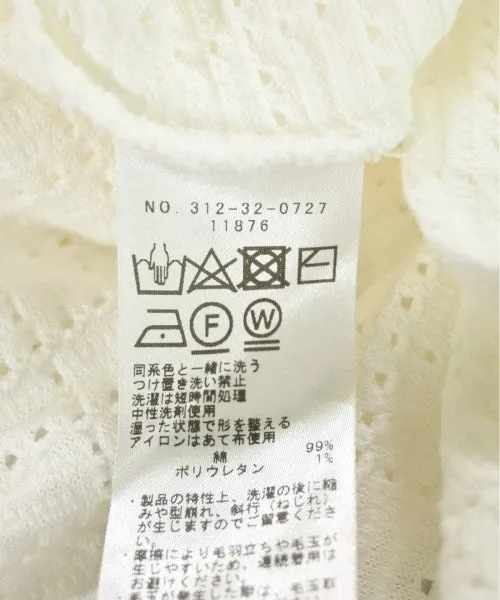 NO. 312-32-0727
11876
F W
同系色と一緒に洗う
つけ置き洗い禁止
洗濯は短時間処理
中性洗剤使用
湿った状態で形を整える
アイロンはあて布使用
綿 99%
ポリウレタン 1%
・製品の特性上、洗濯の後に縮
みや型崩れ、斜行(ねじれ)
が生じますのでご留意くださ
い。
・摩擦により毛羽立ちや毛玉が
生じやすいため、連続着用は
お避けください。